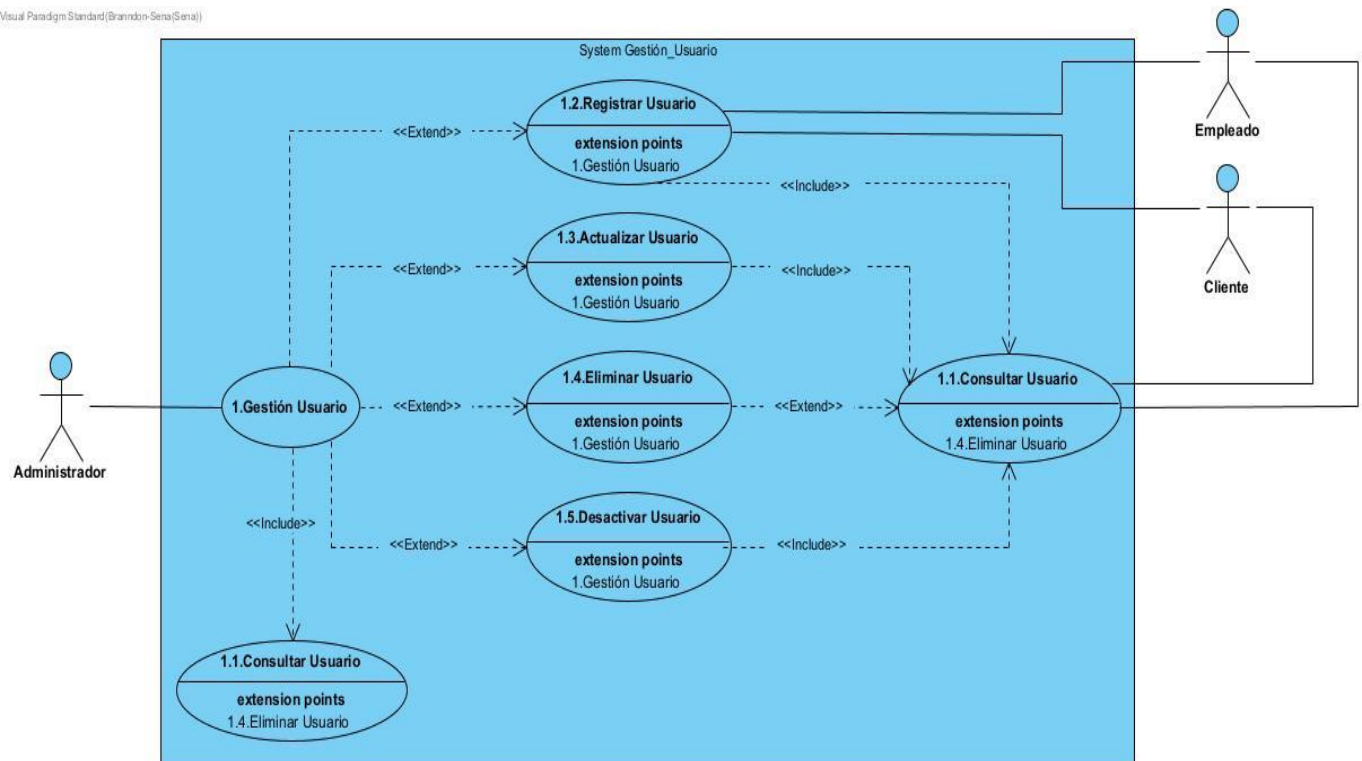 Visual Paradigm Standard(Branndon-Sena(Sena))
System Gestión_Usuario
1.2.Registrar Usuario
extension points
1.Gestión Usuario
<<Extend>>
Empleado
<<Include>>
1.3.Actualizar Usuario
extension points
1.Gestión Usuario
<<Extend>>
<<Include>>
Cliente
1.4.Eliminar Usuario
extension points
1.Gestión Usuario
1.1.Consultar Usuario
extension points
1.4.Eliminar Usuario
1.Gestión Usuario
<<Extend>>
<<Extend>>
Administrador
1.5.Desactivar Usuario
extension points
1.Gestión Usuario
<<Include>>
<<Extend>>
<<Include>>
1.1.Consultar Usuario
extension points
1.4.Eliminar Usuario